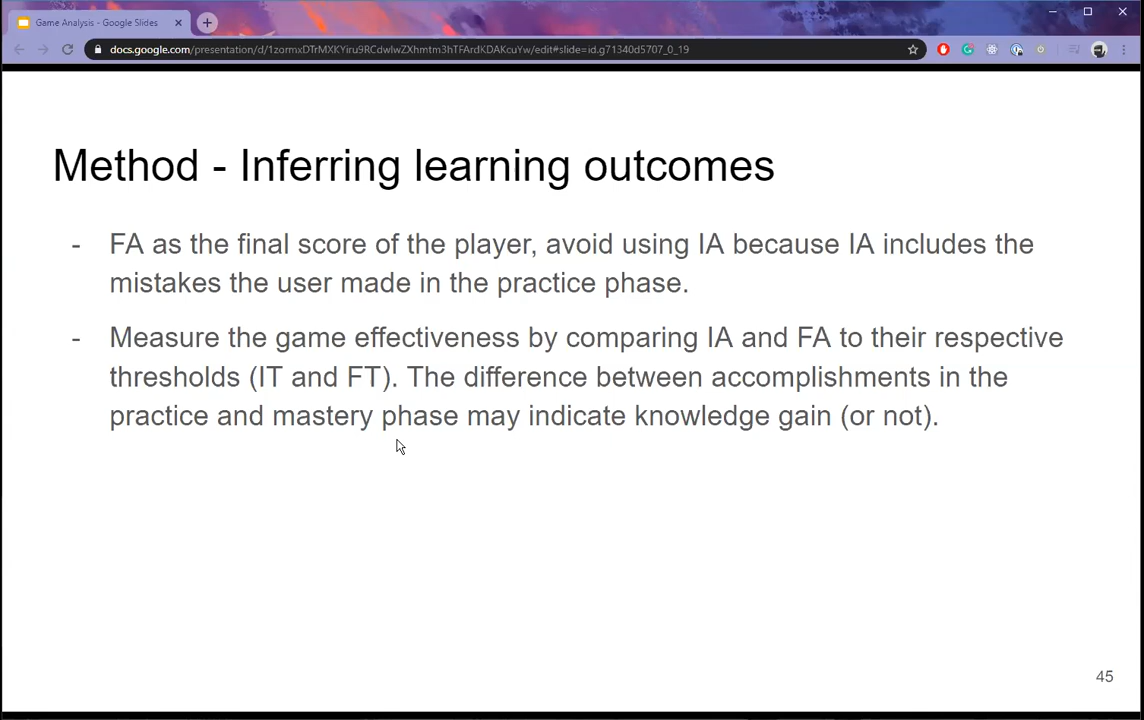 Game Analysis - Google Slides
docs.google.com/presentation/d/1zormxDTrMXKYiru9RCdwlwZXhmtm3hTFArdKDAKcuYw/edit#slide=id.g71340d5707_0_19
Method - Inferring learning outcomes
- FA as the final score of the player, avoid using IA because IA includes the
mistakes the user made in the practice phase.
- Measure the game effectiveness by comparing IA and FA to their respective
thresholds (IT and FT). The difference between accomplishments in the
practice and mastery phase may indicate knowledge gain (or not).
45